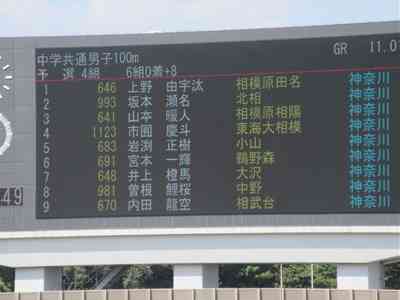 中学共通男子100m
GR 11.0
予 選 4組 6組0着+8
1 646 上野 由宇汰 相模原田名 神奈川
2 993 坂本 瀬名 北相 神奈川
3 641 山本 暖人 相模原相陽 神奈川
4 1123 市園 慶斗 東海大相模 神奈川
5 683 岩渕 正樹 小山 神奈川
6 691 宮本 一輝 鵜野森 神奈川
7 648 井上 橙馬 大沢 神奈川
8 981 曽根 鯉桜 中野 神奈川
9 670 内田 龍空 相武台 神奈川
49